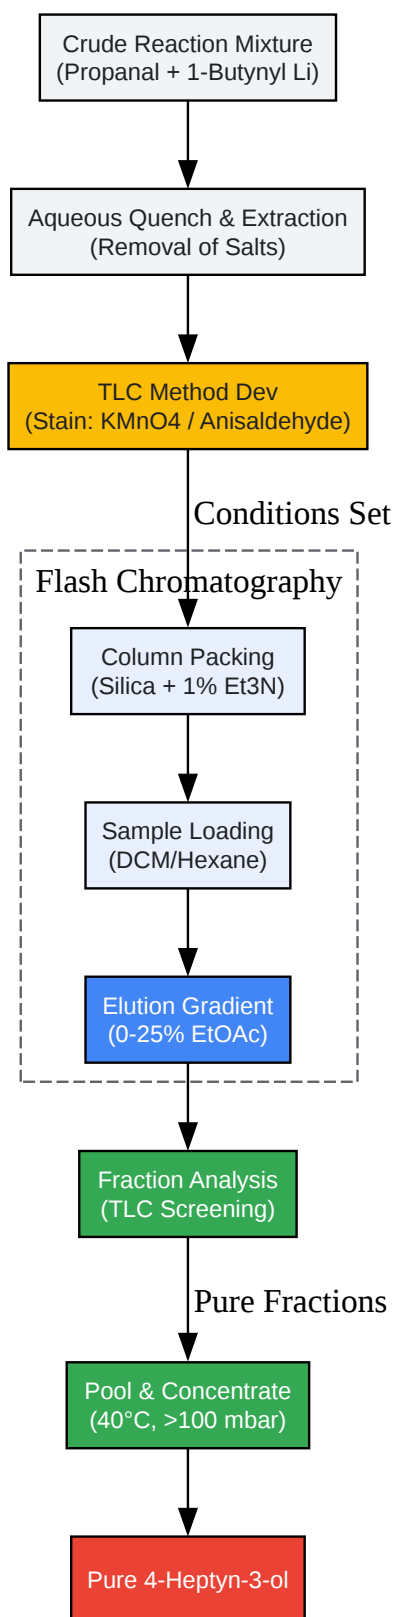 Crude Reaction Mixture
(Propanal + 1-Butynyl Li)
Aqueous Quench & Extraction
(Removal of Salts)
TLC Method Dev
(Stain: KMnO4 / Anisaldehyde)
Conditions Set
Flash Chromatography
Column Packing
(Silica + 1% Et3N)
Sample Loading
(DCM/Hexane)
Elution Gradient
(0-25% EtOAc)
Fraction Analysis
(TLC Screening)
Pure Fractions
Pool & Concentrate
(40°C, >100 mbar)
Pure 4-Heptyn-3-ol